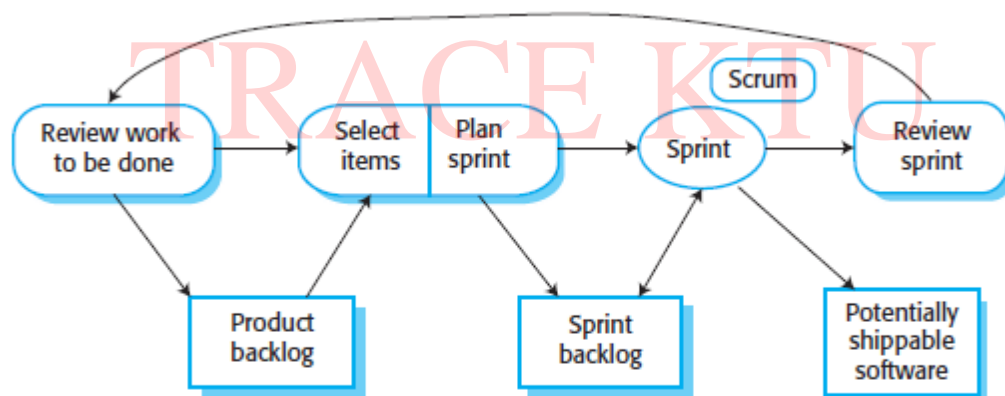 TRACE KTU
Scrum
Review work
to be done
Select
items
Plan
sprint
Sprint
Review
sprint
Product
backlog
Sprint
backlog
Potentially
shippable
software